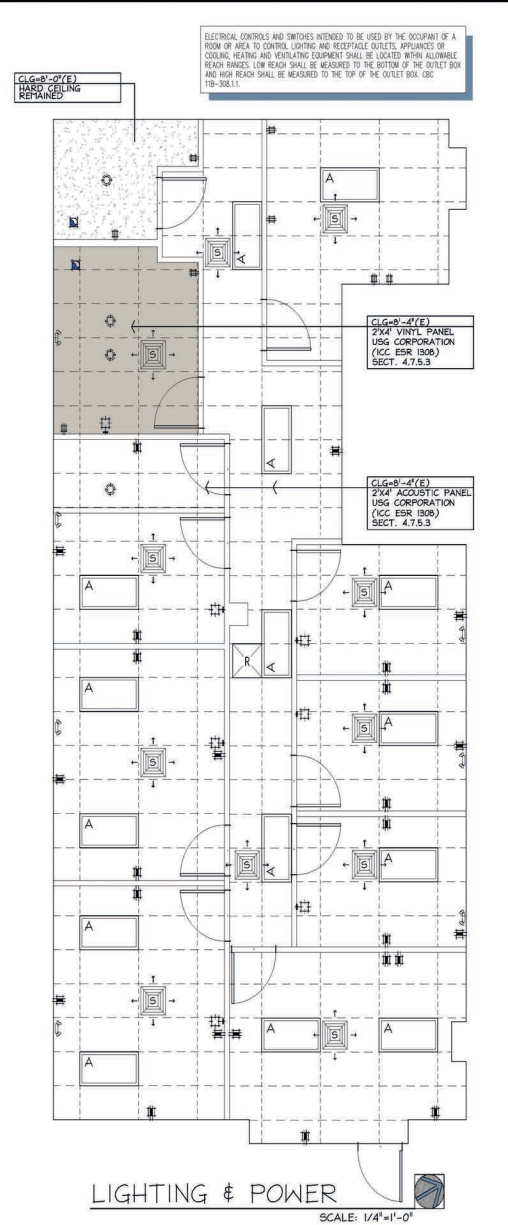 ELECTRICAL CONTROLS AND SWITCHES INTENDED TO BE USED BY THE OCCUPANT OF A
ROOM OR AREA TO CONTROL LIGHTING AND RECEPTACLE OUTLETS, APPLIANCES OR
COOLING, HEATING AND VENTILATING EQUIPMENT SHALL BE LOCATED WITHIN ALLOWABLE
REACH RANGES. LOW REACH SHALL BE MEASURED TO THE BOTTOM OF THE OUTLET BOX
AND HIGH REACH SHALL BE MEASURED TO THE TOP OF THE OUTLET BOX. CBC
11B-308.1.1.
CLG=8'-0"(E)
HARD CEILING
REMAINED
A
S
S
A
CLG=8'-4"(E)
2'X4' VINYL PANEL
USG CORPORATION
(ICC ESR 1308)
SECT. 4.7.5.3
S
A
CLG=8'-4"(E)
2'X4' ACOUSTIC PANEL
USG CORPORATION
(ICC ESR 1308)
SECT. 4.7.5.3
S
A
S
A
R
A
A
S
A
S
A
A
S
S
A
A
A
S
A
S
A
A
LIGHTING & POWER
SCALE: 1/4"=1'-0"